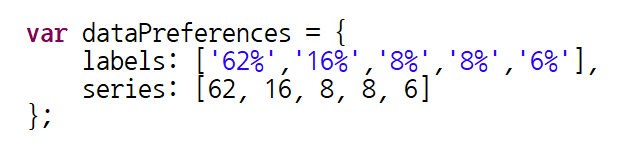 var dataPreferences = {
    labels: ['62%','16%','8%','8%','6%'],
    series: [62, 16, 8, 8, 6]
};